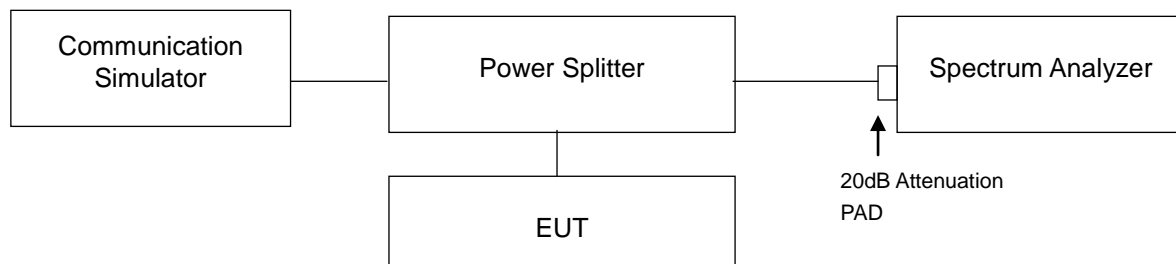 Communication
Simulator
Power Splitter
Spectrum Analyzer
20dB Attenuation
PAD
EUT